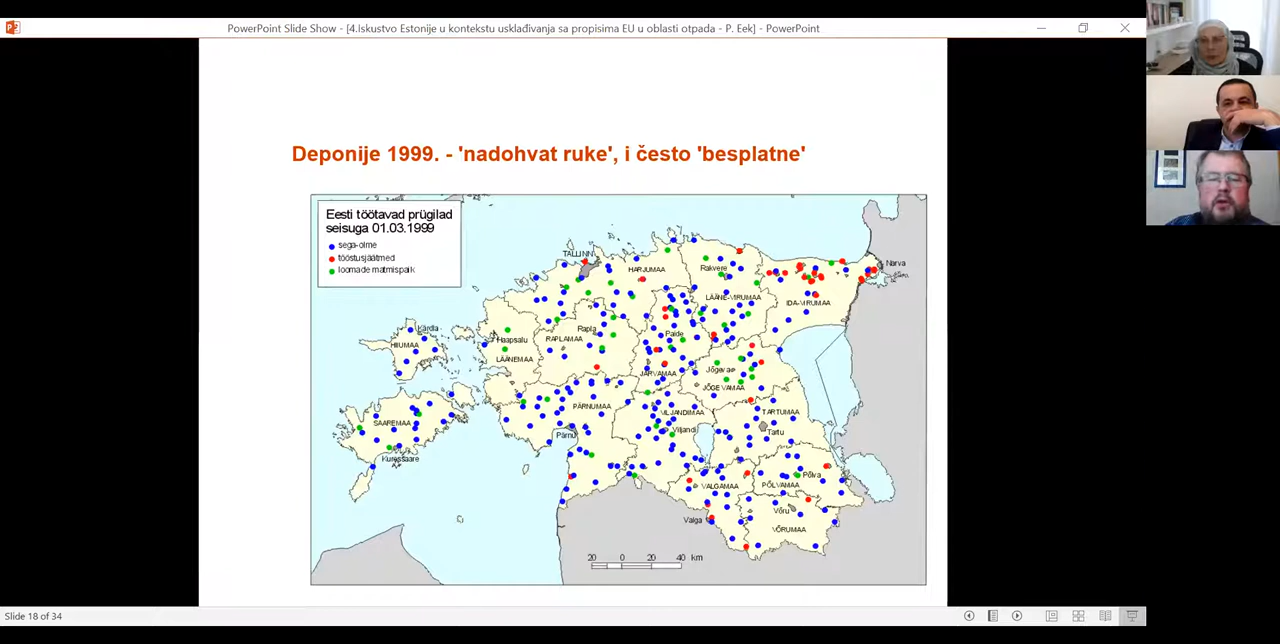 PowerPoint Slide Show - [4.Iskustvo Estonije u kontekstu usklađivanja sa propisima EU u oblasti otpada - P. Eek] - PowerPoint
Deponije 1999. - 'nadohvat ruke', i često 'besplatne'
Eesti töötavad prügilad
seisuga 01.03.1999
sega-olme
tööstusjäätmed
loomade matmispaik
TALLINN
HARJUMAA
Rakvere
Narva
LÄÄNE-VIRUMAA
IDA-VIRUMAA
Kärdla
HIIUMAA
Haapsalu
LÄÄNEMAA
Rapla
RAPLAMAA
Paide
JÄRVAMAA
Jõgeva
JÕGEVAMAA
PÄRNUMAA
VILJANDIMAA
TARTUMAA
SAAREMAA
Pärnu
Viljandi
Tartu
Kuressaare
VALGAMAA
PÕLVAMAA
Põlva
Valga
Võru
VÕRUMAA
20 0 20 40 km
Slide 18 of 34